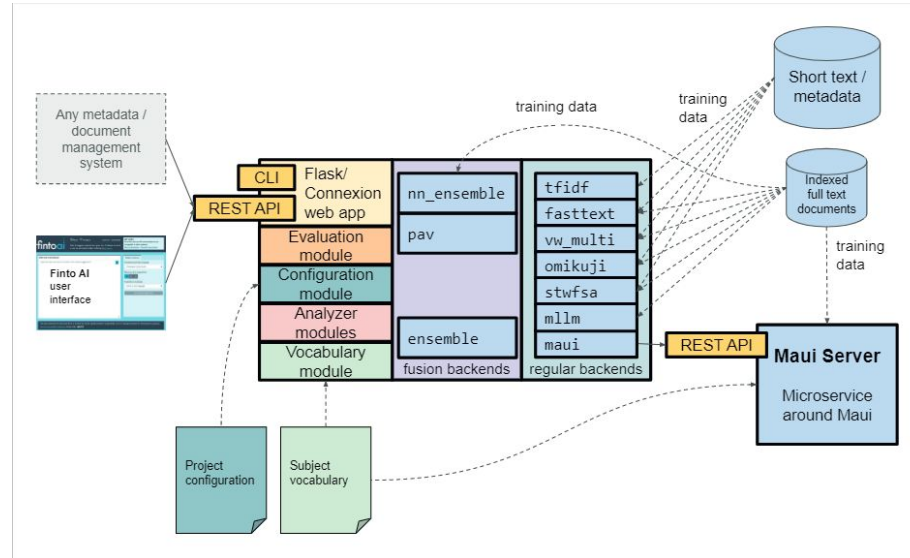 Short text /
metadata
training data
training
data
Any metadata /
document
management
system
Indexed
full text
documents
CLI
REST API
Flask/
Connexion
web app
nn_ensemble
pav
ensemble
fusion backends
tfidf
fasttext
vw_multi
omikuji
stwfsa
mllm
maui
regular backends
Evaluation
module
Configuration
module
Analyzer
modules
Vocabulary
module
fintoai
Finto AI
user
interface
training
data
REST API
Maui Server
Microservice
around Maui
Project
configuration
Subject
vocabulary